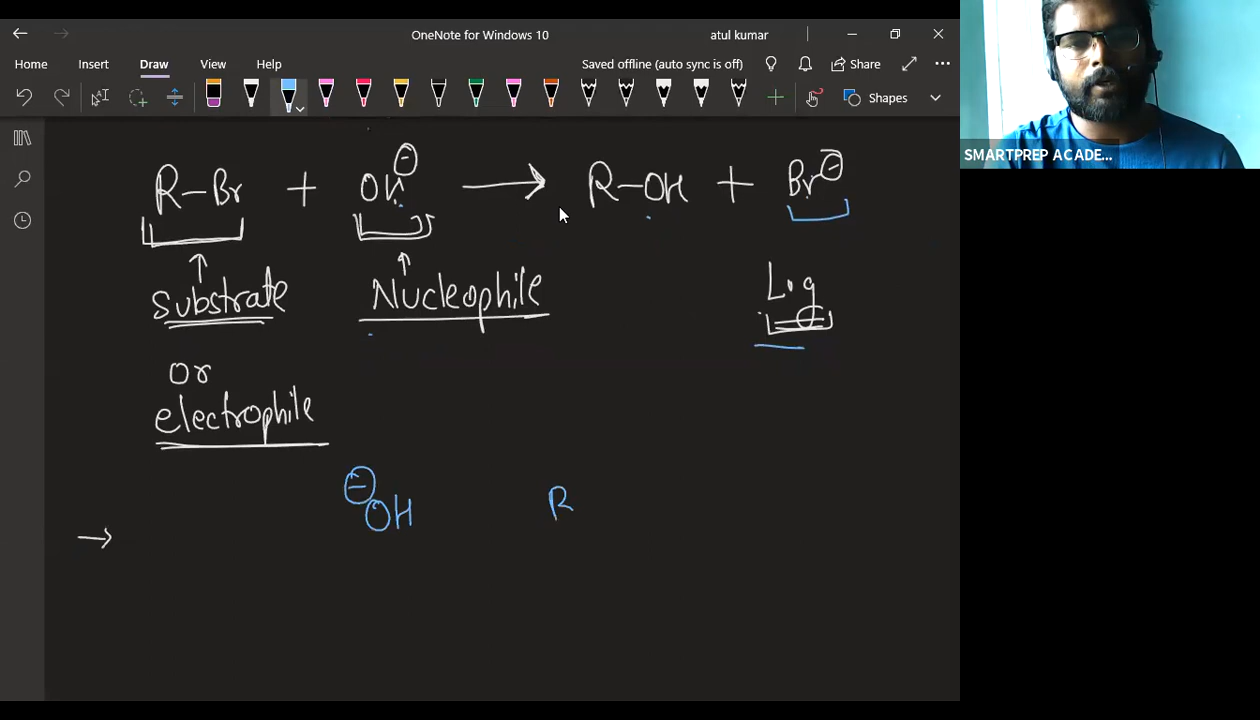 OneNote for Windows 10
atul kumar
Home Insert Draw View Help
Saved offline (auto sync is off)
Share
Shapes
R-Br + OH⊖ → R-OH + Br⊖
↑ ↑
Substrate Nucleophile L.g
or
electrophile
⊖OH R
→
SMARTPREP ACADE...